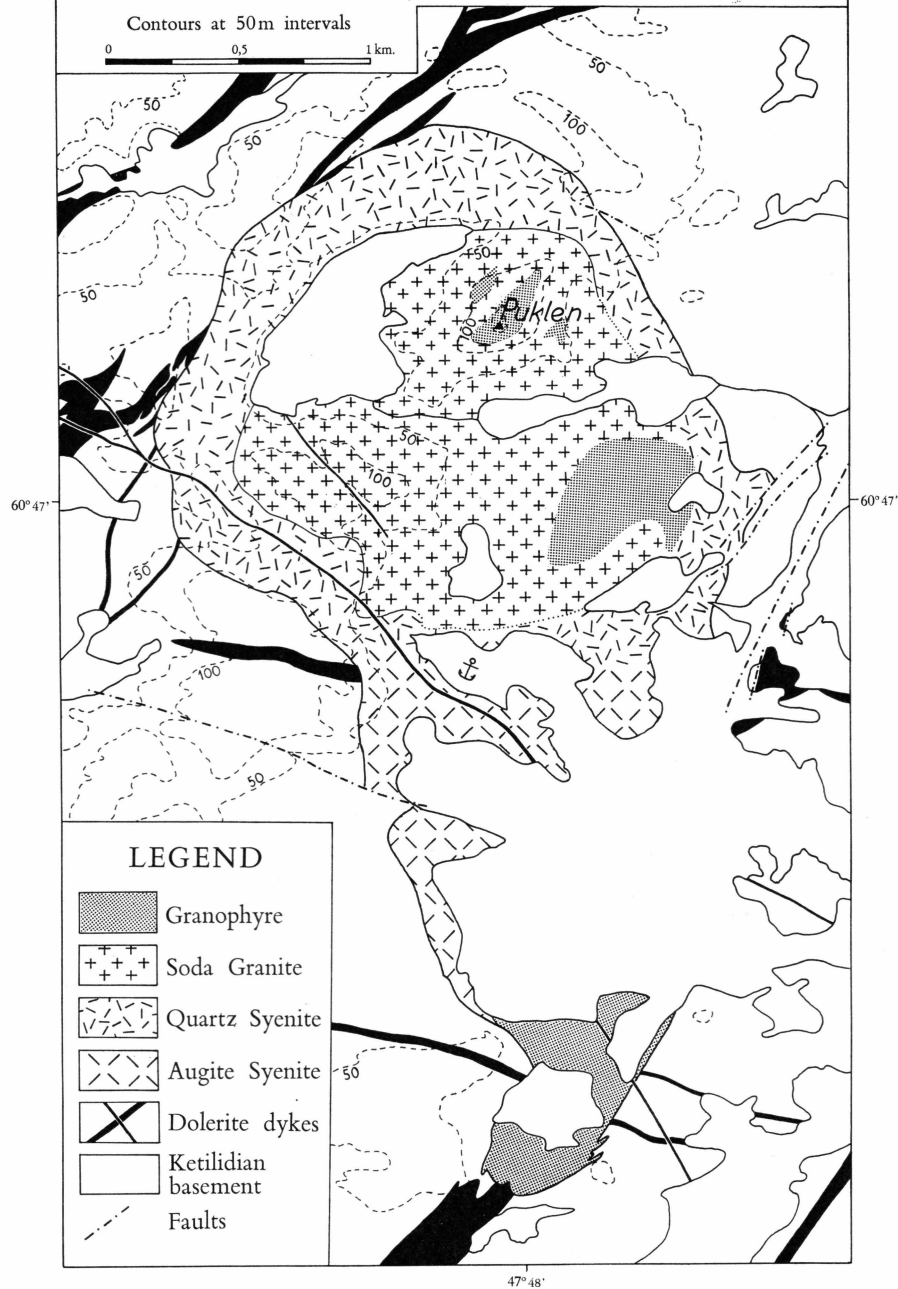 Contours at 50 m intervals
0 0,5 1 km.
50
50
100
50
50
50
100
Puklen
50
100
60° 47'
60° 47'
50
100
50
LEGEND
Granophyre
Soda Granite
Quartz Syenite
Augite Syenite
Dolerite dykes
Ketilidian
basement
Faults
50
47° 48'